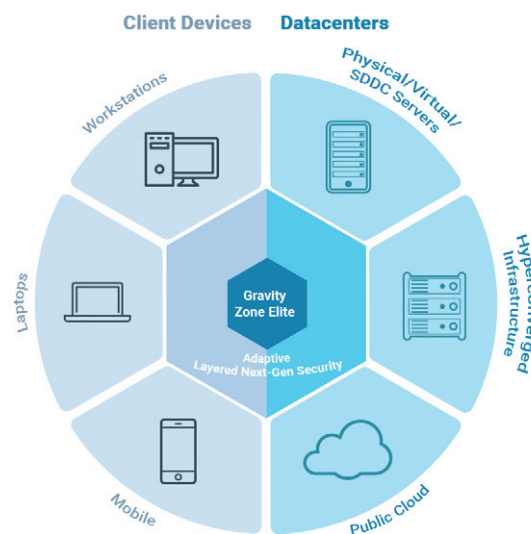 Client Devices Datacenters
Workstations
Physical/Virtual/
SDDC Servers
Laptops
Hyperconverged
Infrastructure
Gravity
Zone Elite
Adaptive
Layered Next-Gen Security
Mobile
Public Cloud